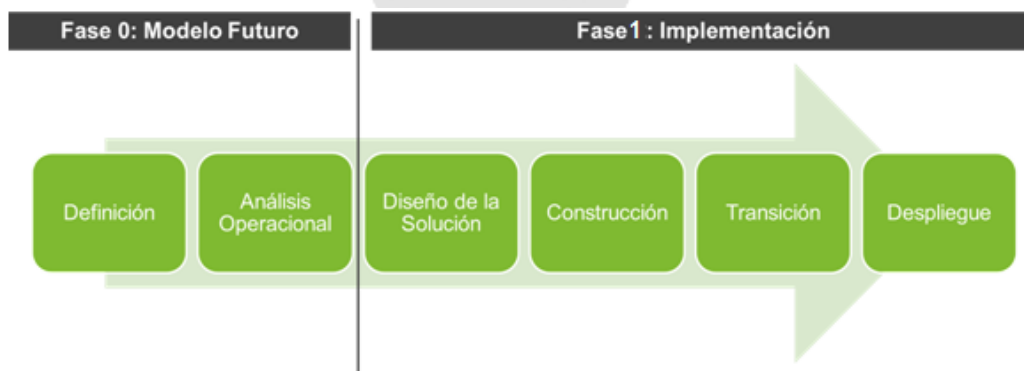 Fase 0: Modelo Futuro
Fase1 : Implementación
Definición
Análisis
Operacional
Diseño de la
Solución
Construcción
Transición
Despliegue